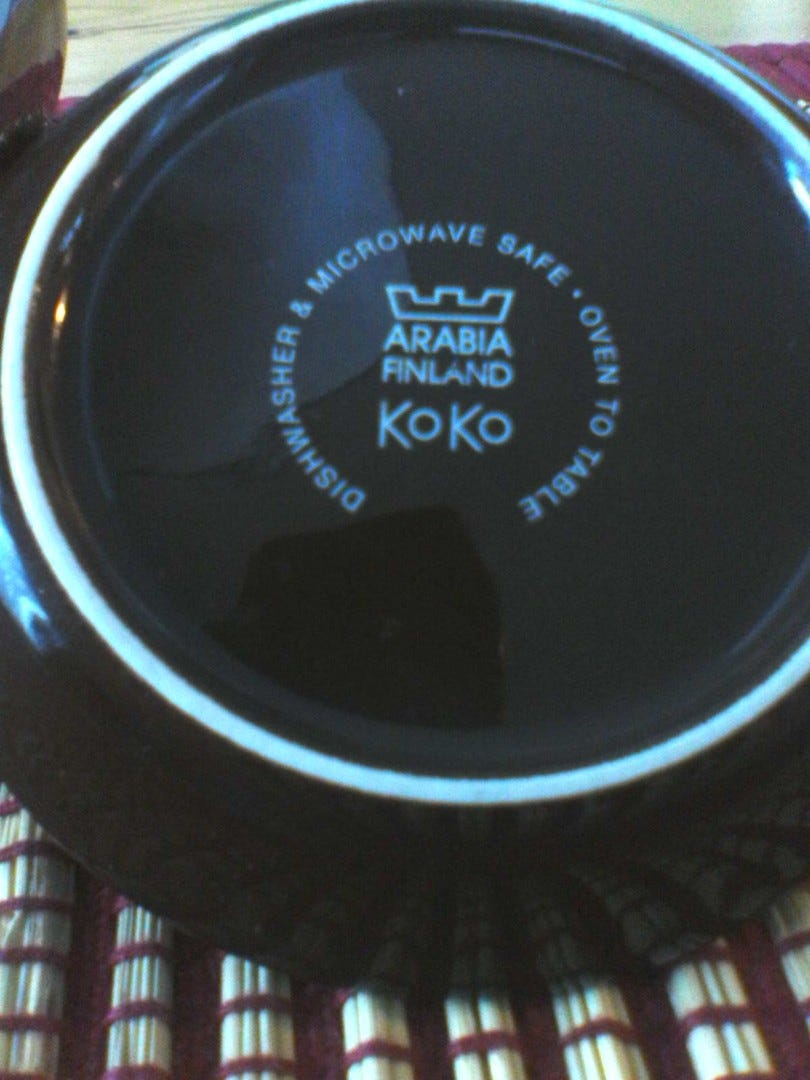 DISHWASHER & MICROWAVE SAFE • OVEN TO TABLE
ARABIA
FINLAND
KoKo